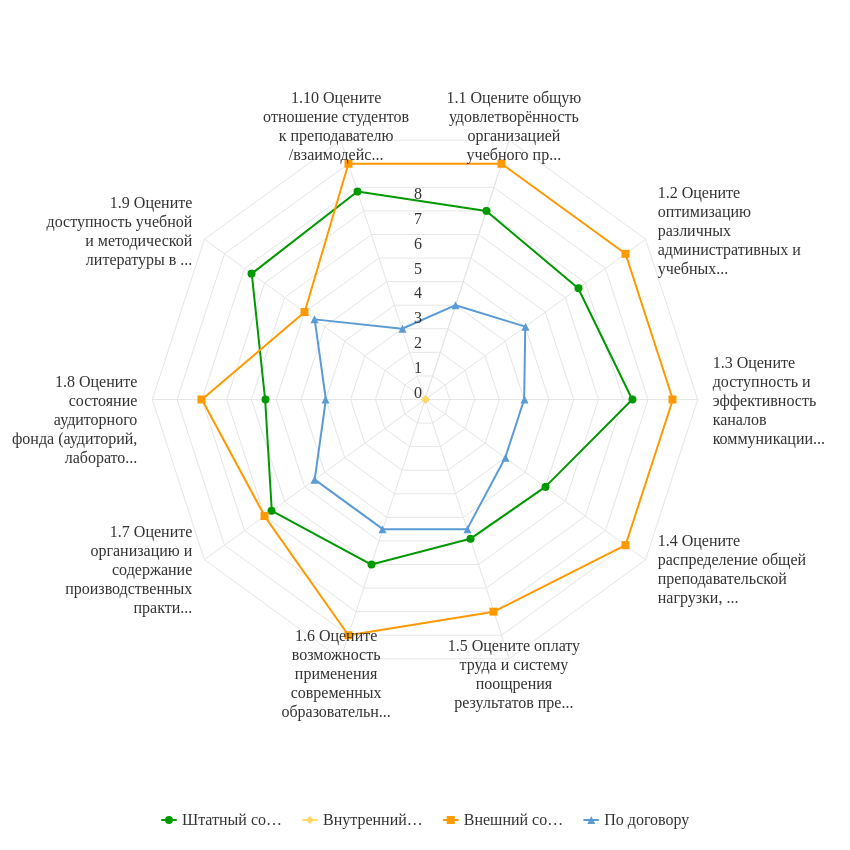 1.10 Оцените
отношение студентов
к преподавателю
/взаимодейс...
1.1 Оцените общую
удовлетворённость
организацией
учебного пр...
1.2 Оцените
оптимизацию
различных
административных и
учебных...
1.3 Оцените
доступность и
эффективность
каналов
коммуникации...
1.4 Оцените
распределение общей
преподавательской
нагрузки, ...
1.5 Оцените оплату
труда и систему
поощрения
результатов пре...
1.6 Оцените
возможность
применения
современных
образовательн...
1.7 Оцените
организацию и
содержание
производственных
практи...
1.8 Оцените
состояние
аудиторного
фонда (аудиторий,
лаборато...
1.9 Оцените
доступность учебной
и методической
литературы в ...
8
7
6
5
4
3
2
1
0
Штатный со…
Внутренний…
Внешний со…
По договору